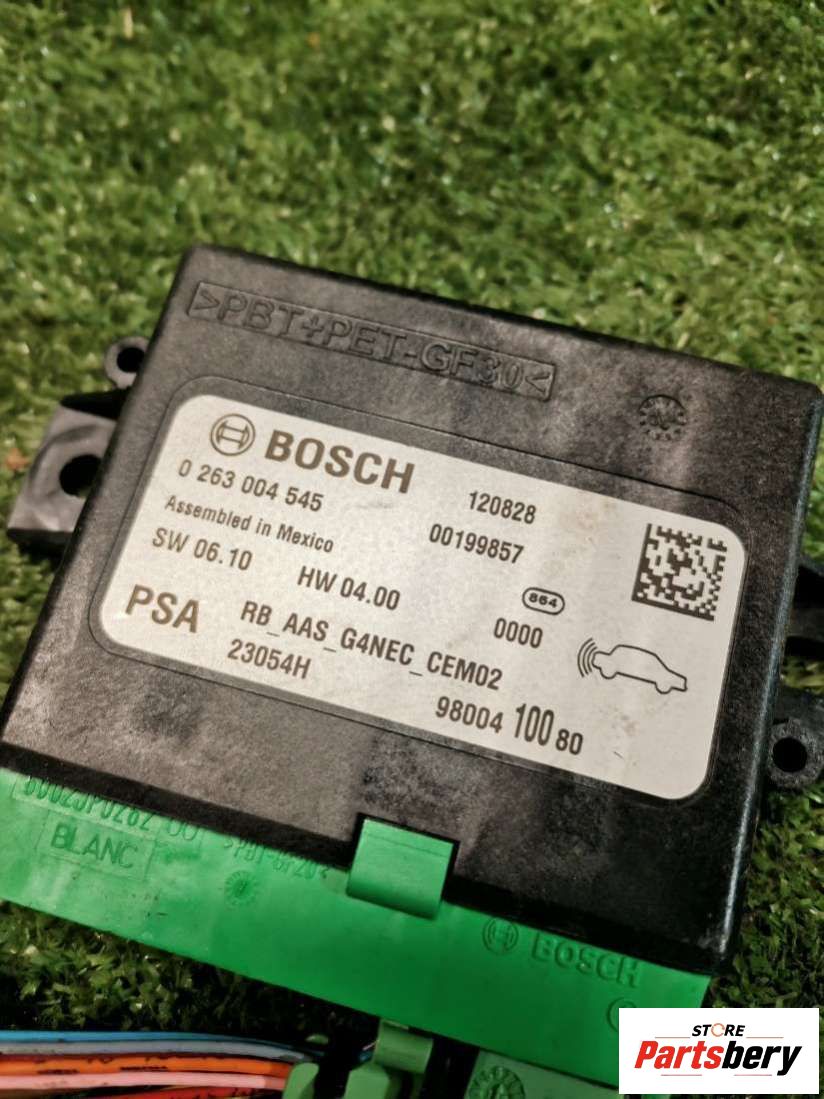 >PBT+PET-GF30<
BOSCH
0 263 004 545
120828
Assembled in Mexico
00199857
SW 06.10
HW 04.00
864
0000
PSA
RB_AAS_G4NEC_CEM02
23054H
98004 100 80
BLANC
BOSCH
STORE
Partsbery